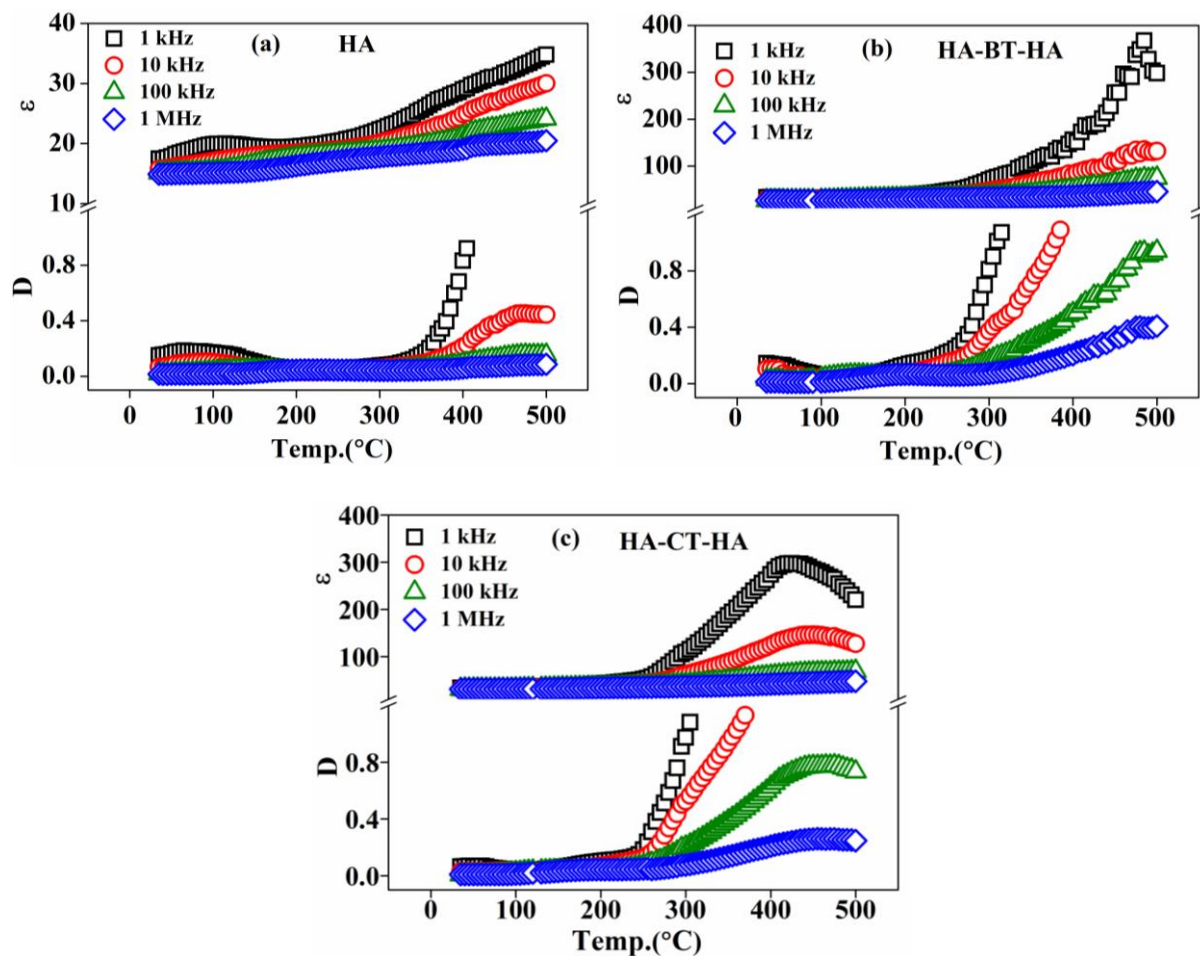 (a) HA
1 kHz
10 kHz
100 kHz
1 MHz
40
30
20
10
0.8
0.4
0.0
ε
D
0 100 200 300 400 500
Temp.(°C)
(b) HA-BT-HA
1 kHz
10 kHz
100 kHz
1 MHz
400
300
200
100
0.8
0.4
0.0
ε
D
0 100 200 300 400 500
Temp.(°C)
(c) HA-CT-HA
1 kHz
10 kHz
100 kHz
1 MHz
400
300
200
100
0.8
0.4
0.0
ε
D
0 100 200 300 400 500
Temp.(°C)